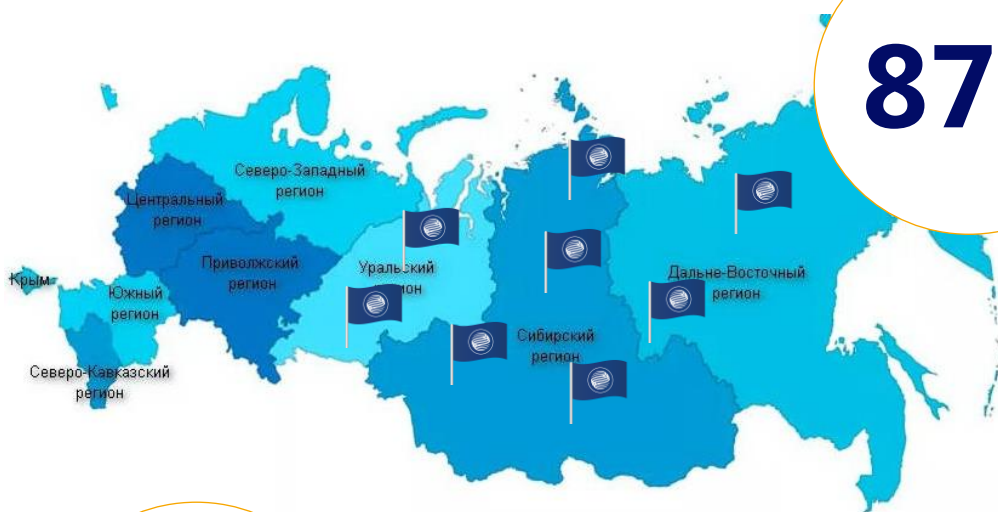 87
Северо-Западный
регион
Центральный
регион
Приволжский
регион
Уральский
регион
Крым
Южный
регион
Северо-Кавказский
регион
Сибирский
регион
Дальне-Восточный
регион